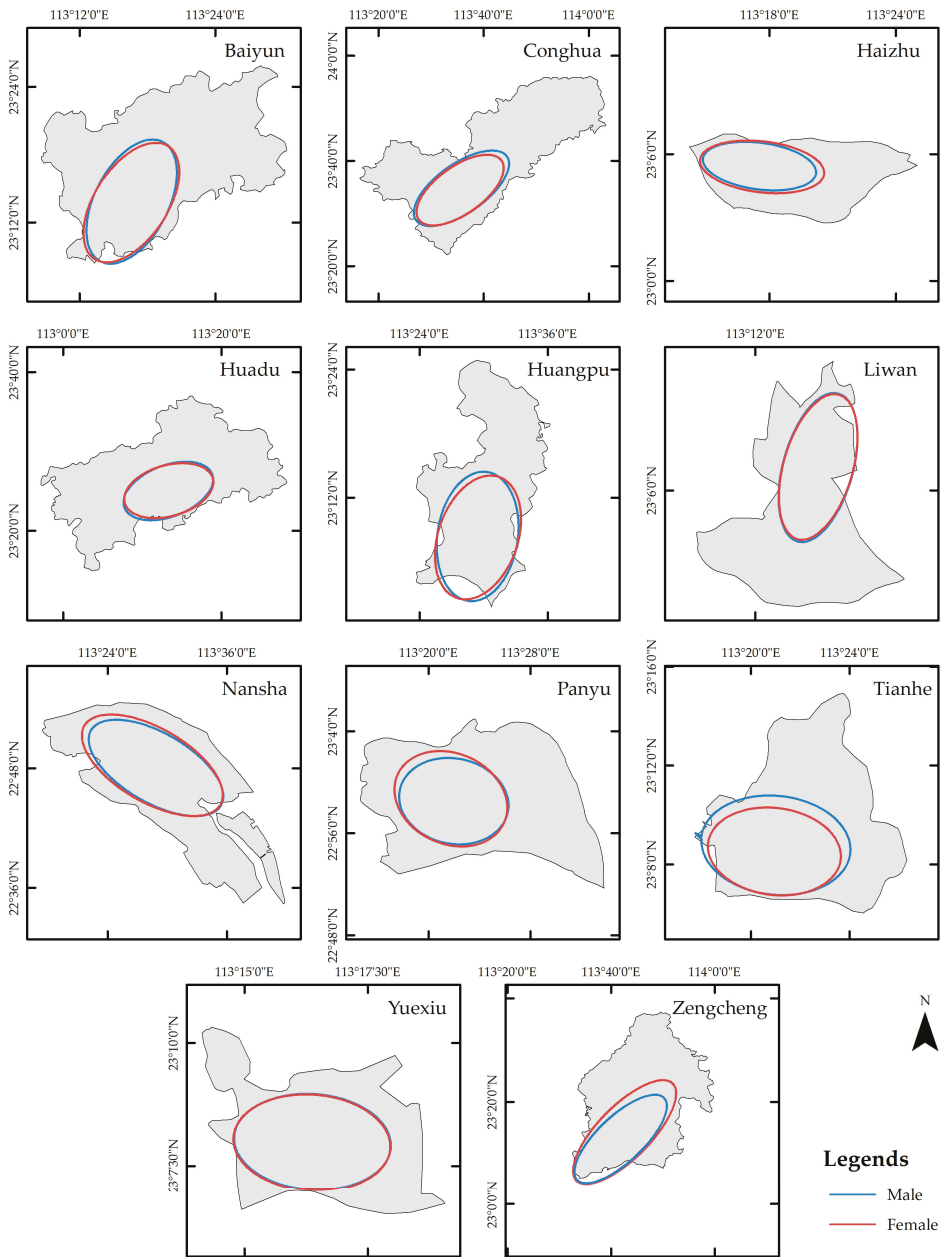 113°12'0"E 113°24'0"E
Baiyun
23°24'0"N
23°12'0"N
113°20'0"E 113°40'0"E 114°0'0"E
Conghua
24°0'0"N
23°40'0"N
23°20'0"N
113°18'0"E 113°24'0"E
Haizhu
23°6'0"N
23°0'0"N
113°0'0"E 113°20'0"E
Huadu
23°40'0"N
23°20'0"N
113°24'0"E 113°36'0"E
Huangpu
23°24'0"N
23°12'0"N
113°12'0"E
Liwan
23°6'0"N
113°24'0"E 113°36'0"E
Nansha
22°48'0"N
22°36'0"N
113°20'0"E 113°28'0"E
Panyu
23°4'0"N
22°56'0"N
22°48'0"N
113°20'0"E 113°24'0"E
Tianhe
23°16'0"N
23°12'0"N
23°8'0"N
113°15'0"E 113°17'30"E
Yuexiu
23°10'0"N
23°7'30"N
113°20'0"E 113°40'0"E 114°0'0"E
Zengcheng
23°20'0"N
23°0'0"N
N
Legends
Male
Female